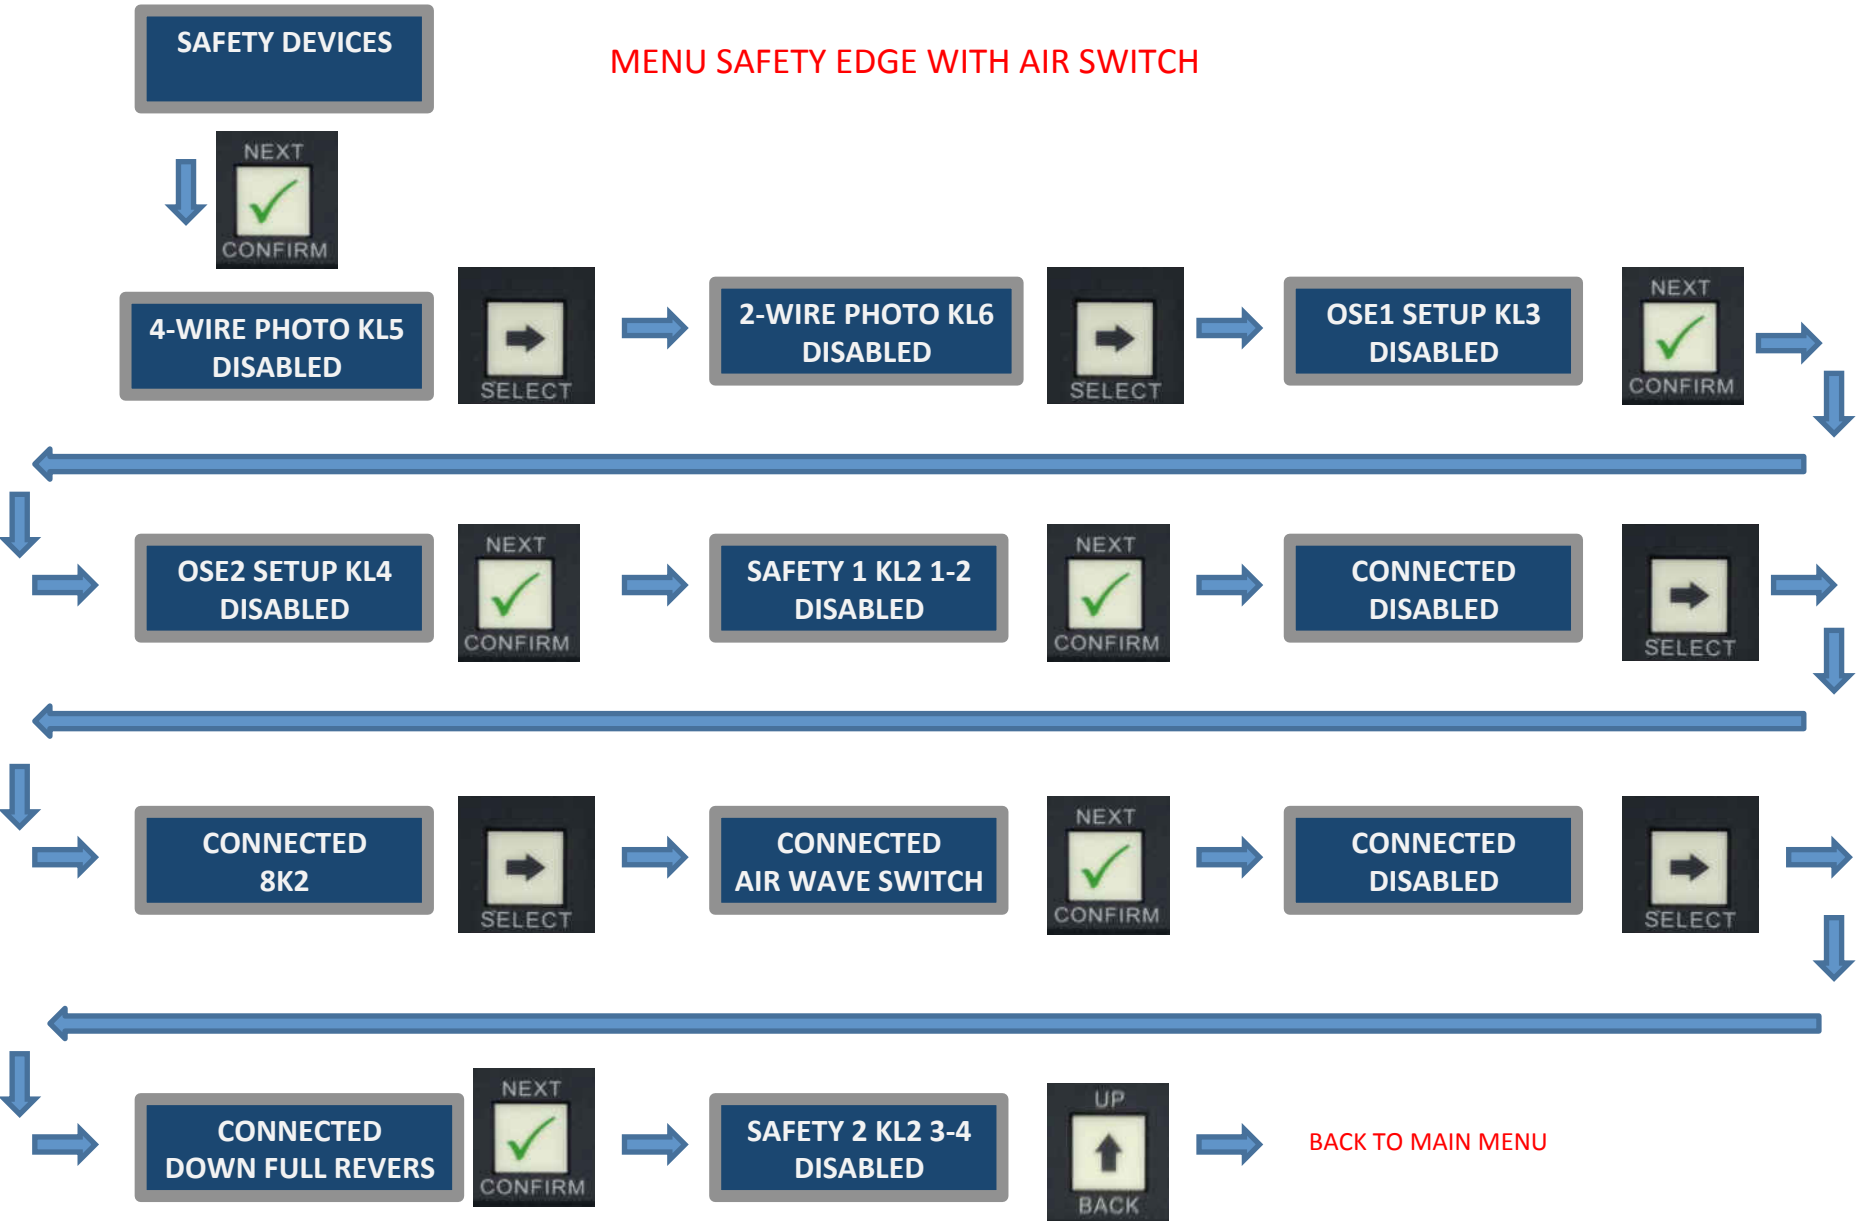 SAFETY DEVICES
MENU SAFETY EDGE WITH AIR SWITCH
NEXT
CONFIRM
4-WIRE PHOTO KL5
DISABLED
SELECT
2-WIRE PHOTO KL6
DISABLED
SELECT
OSE1 SETUP KL3
DISABLED
NEXT
CONFIRM
OSE2 SETUP KL4
DISABLED
NEXT
CONFIRM
SAFETY 1 KL2 1-2
DISABLED
NEXT
CONFIRM
CONNECTED
DISABLED
SELECT
CONNECTED
8K2
SELECT
CONNECTED
AIR WAVE SWITCH
NEXT
CONFIRM
CONNECTED
DISABLED
SELECT
CONNECTED
DOWN FULL REVERS
NEXT
CONFIRM
SAFETY 2 KL2 3-4
DISABLED
UP
BACK
BACK TO MAIN MENU